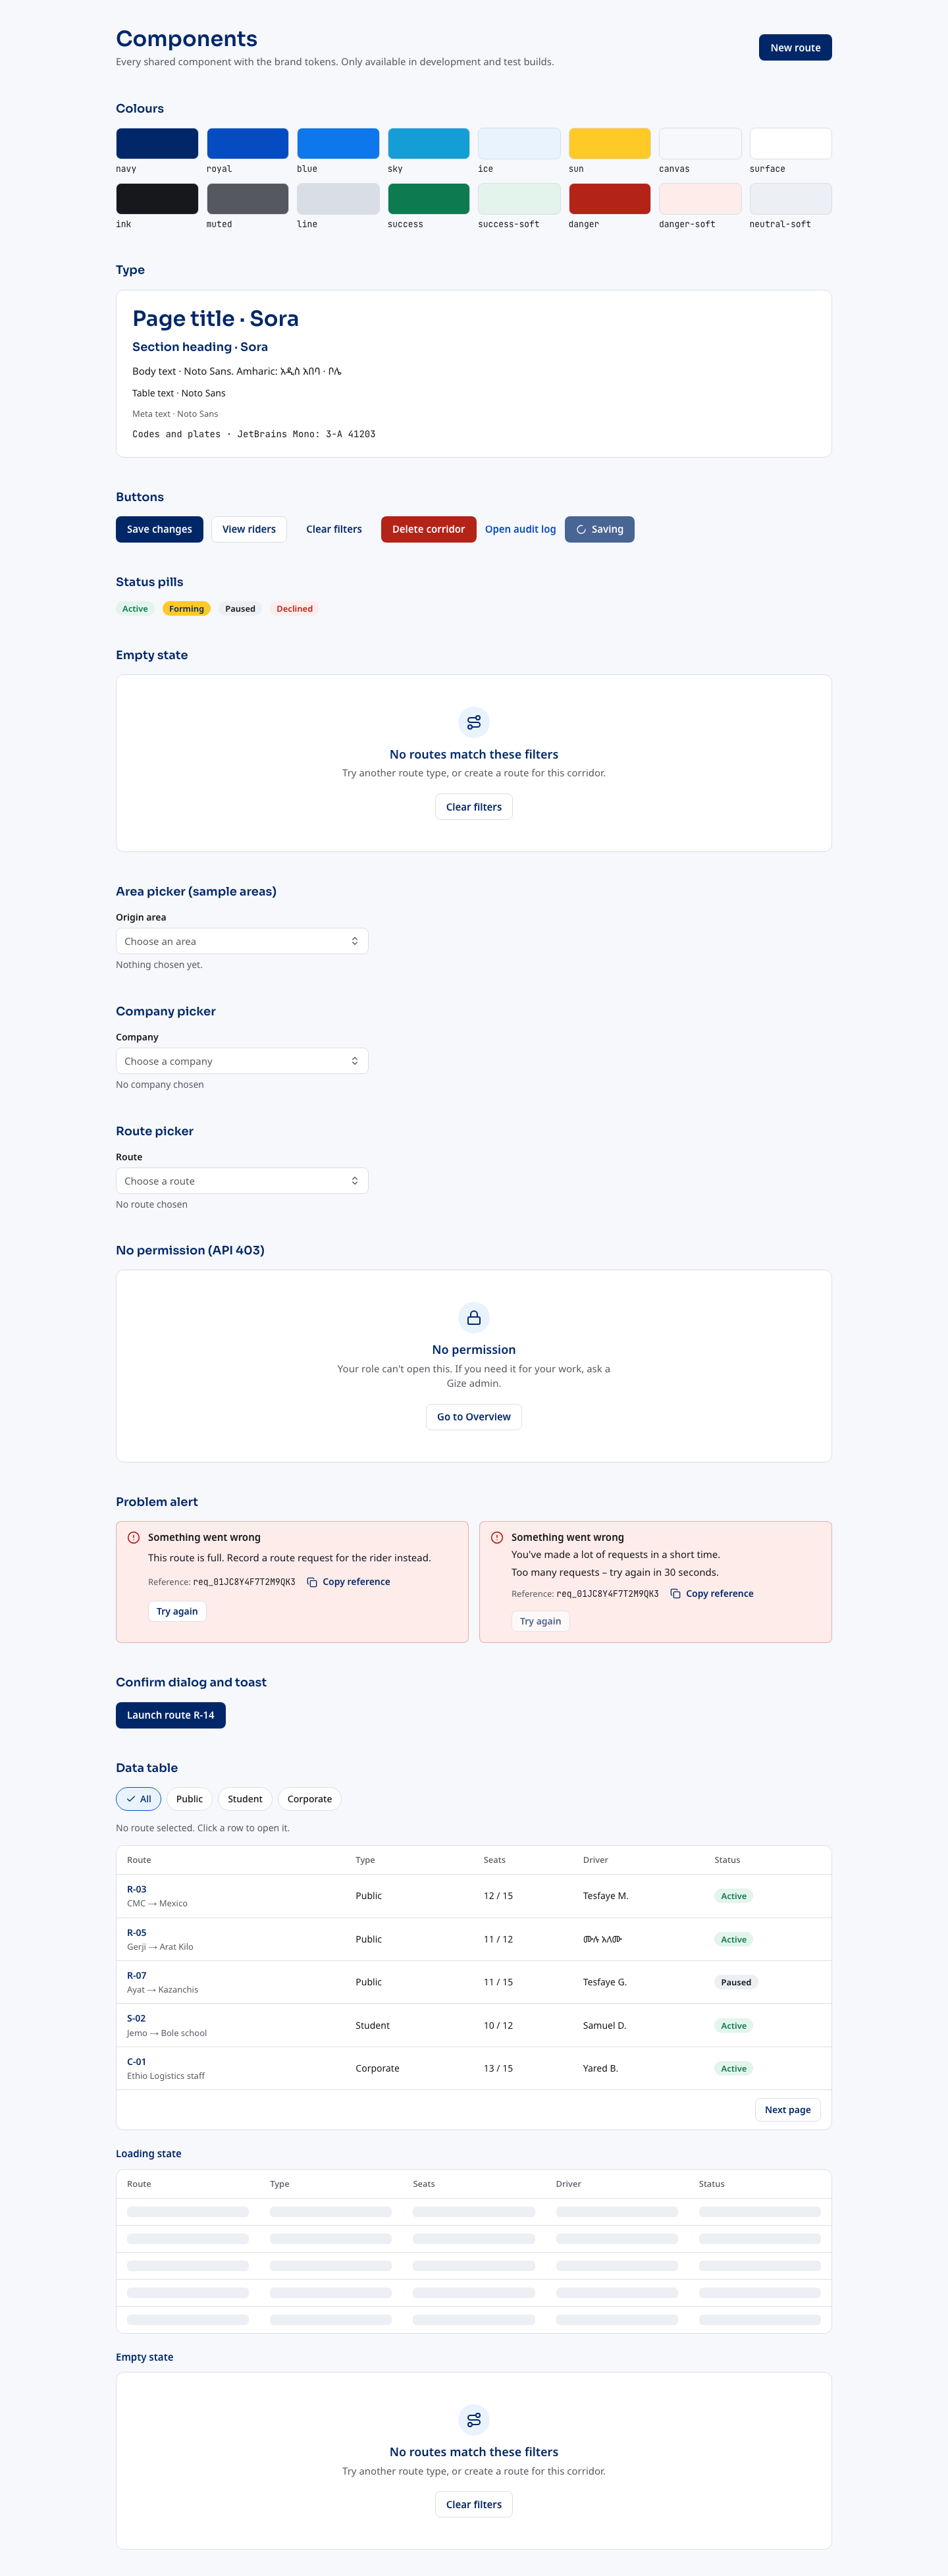 Components
Every shared component with the brand tokens. Only available in development and test builds.
New route
Colours
navy
royal
blue
sky
ice
sun
canvas
surface
ink
muted
line
success
success-soft
danger
danger-soft
neutral-soft
Type
Page title · Sora
Section heading · Sora
Body text · Noto Sans. Amharic: አዲስ አበባ · ቦሌ
Table text · Noto Sans
Meta text · Noto Sans
Codes and plates · JetBrains Mono: 3-A 41203
Buttons
Save changes
View riders
Clear filters
Delete corridor
Open audit log
Saving
Status pills
Active
Forming
Paused
Declined
Empty state
No routes match these filters
Try another route type, or create a route for this corridor.
Clear filters
Area picker (sample areas)
Origin area
Choose an area
Nothing chosen yet.
Company picker
Company
Choose a company
No company chosen
Route picker
Route
Choose a route
No route chosen
No permission (API 403)
No permission
Your role can't open this. If you need it for your work, ask a
Gize admin.
Go to Overview
Problem alert
Something went wrong
This route is full. Record a route request for the rider instead.
Reference: req_01JC8Y4F7T2M9QK3 Copy reference
Try again
Something went wrong
You've made a lot of requests in a short time.
Too many requests – try again in 30 seconds.
Reference: req_01JC8Y4F7T2M9QK3 Copy reference
Try again
Confirm dialog and toast
Launch route R-14
Data table
All
Public
Student
Corporate
No route selected. Click a row to open it.
Route Type Seats Driver Status
R-03
CMC → Mexico
Public 12 / 15 Tesfaye M. Active
R-05
Gerji → Arat Kilo
Public 11 / 12 ሙሉ አለሙ Active
R-07
Ayat → Kazanchis
Public 11 / 15 Tesfaye G. Paused
S-02
Jemo → Bole school
Student 10 / 12 Samuel D. Active
C-01
Ethio Logistics staff
Corporate 13 / 15 Yared B. Active
Next page
Loading state
Route Type Seats Driver Status
Empty state
No routes match these filters
Try another route type, or create a route for this corridor.
Clear filters